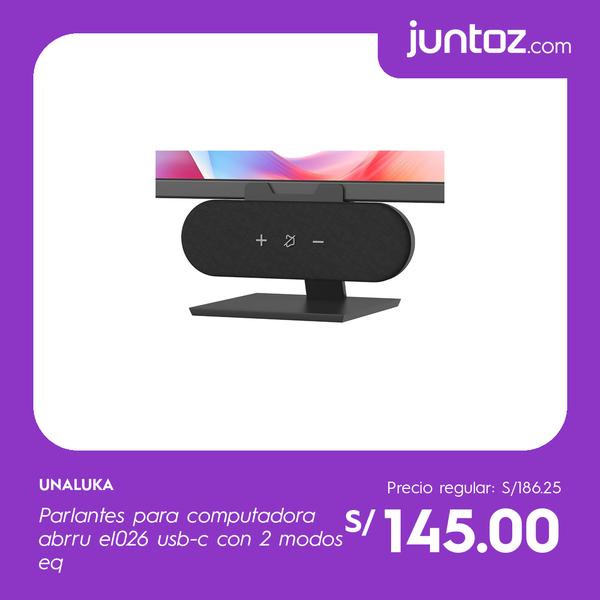 juntoz.com
UNALUKA
Parlantes para computadora
abrru el026 usb-c con 2 modos
eq
Precio regular: S/186.25
S/145.00